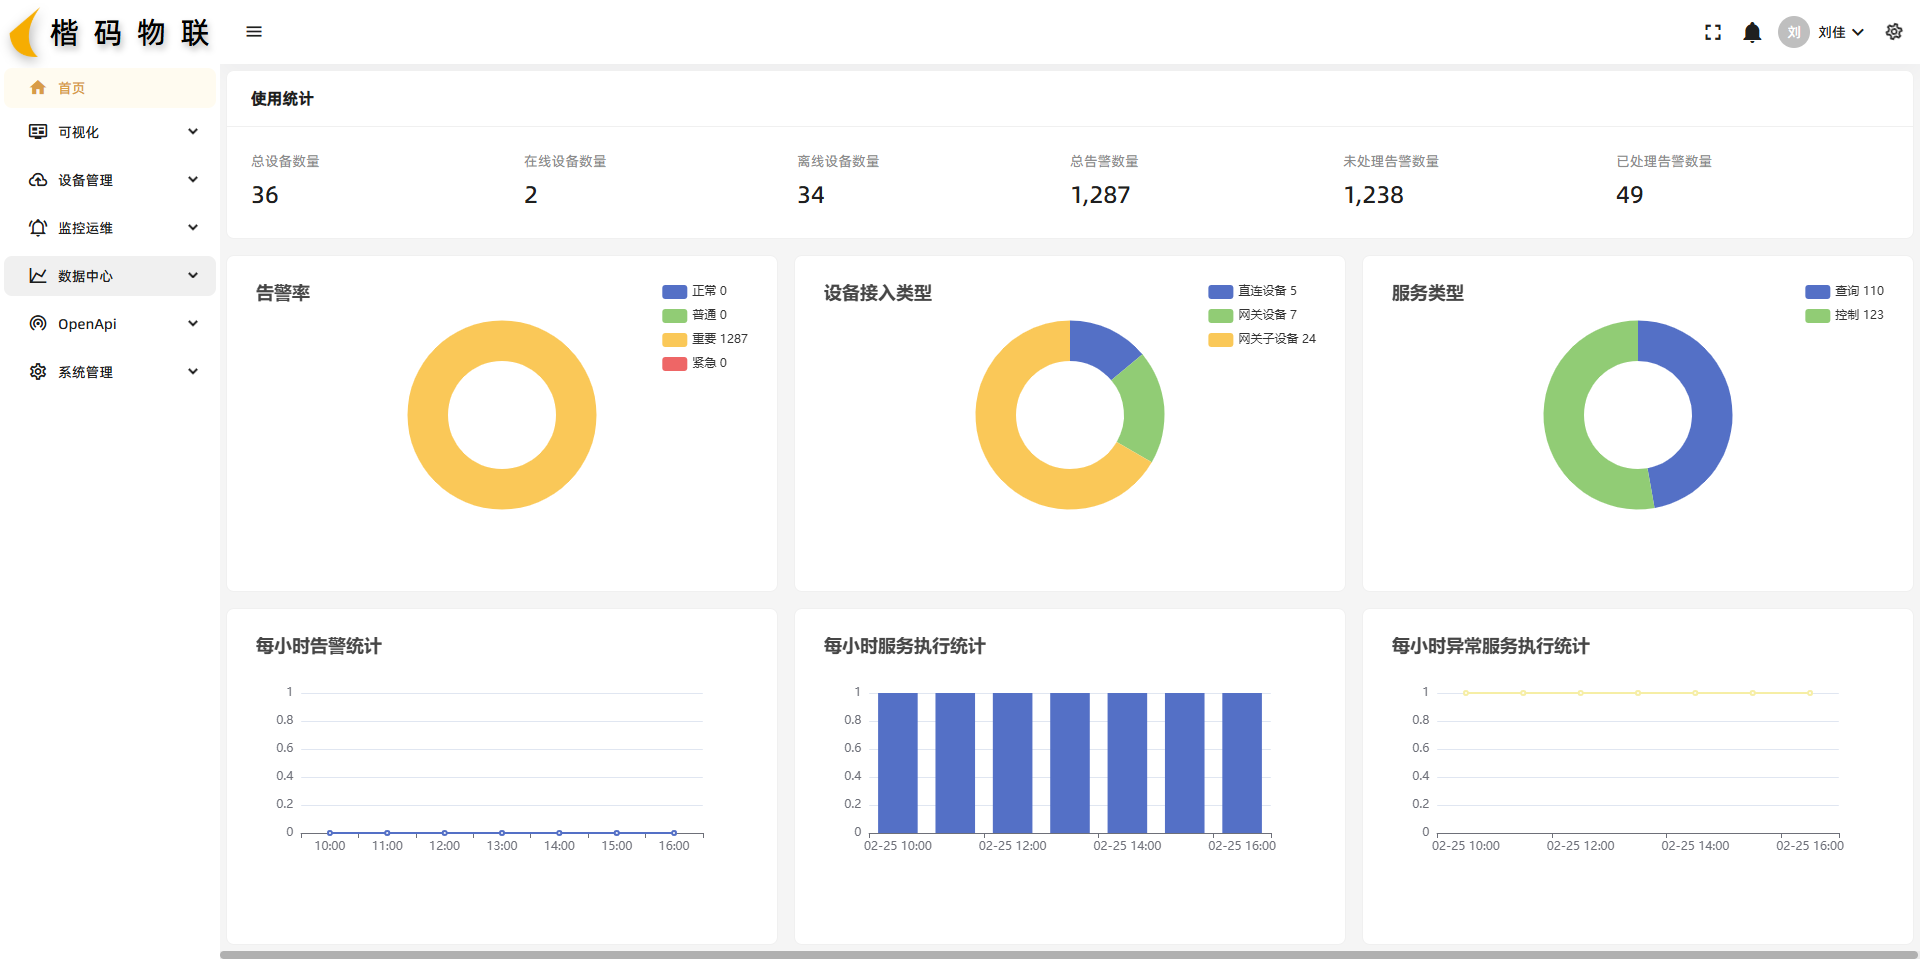 楷码物联
刘 刘佳
首页
可视化
设备管理
监控运维
数据中心
OpenApi
系统管理
使用统计
总设备数量 在线设备数量 离线设备数量 总告警数量 未处理告警数量 已处理告警数量
36 2 34 1,287 1,238 49
告警率
正常 0
普通 0
重要 1287
紧急 0
设备接入类型
直连设备 5
网关设备 7
网关子设备 24
服务类型
查询 110
控制 123
每小时告警统计
1
0.8
0.6
0.4
0.2
0
10:00 11:00 12:00 13:00 14:00 15:00 16:00
每小时服务执行统计
1
0.8
0.6
0.4
0.2
0
02-25 10:00 02-25 12:00 02-25 14:00 02-25 16:00
每小时异常服务执行统计
1
0.8
0.6
0.4
0.2
0
02-25 10:00 02-25 12:00 02-25 14:00 02-25 16:00